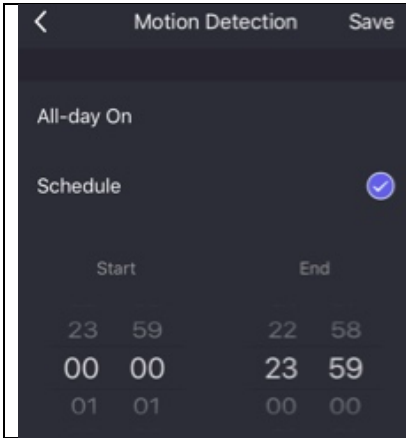 Motion Detection Save
All-day On
Schedule
Start End
23 59 22 58
00 00 23 59
01 01 00 00